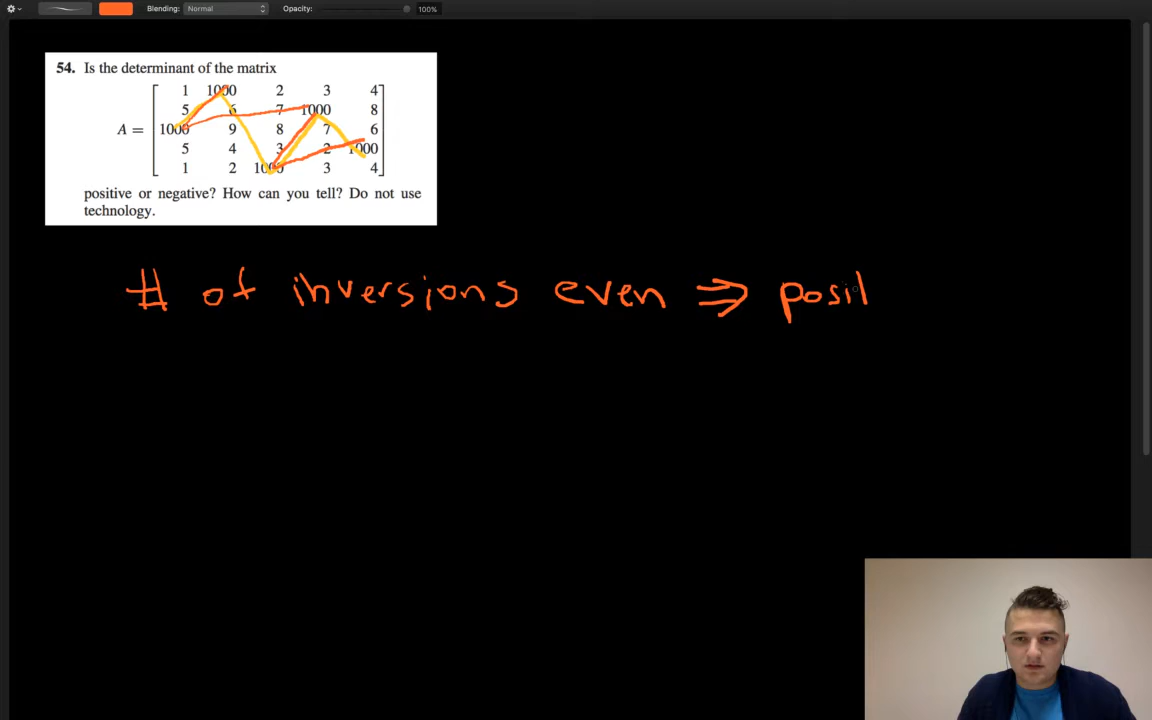 Blending: Normal Opacity: 100%
54. Is the determinant of the matrix
1 1000 2 3 4
5 6 7 1000 8
A = 1000 9 8 7 6
5 4 3 2 1000
1 2 1000 3 4
positive or negative? How can you tell? Do not use
technology.
# of inversions even ⇒ posit